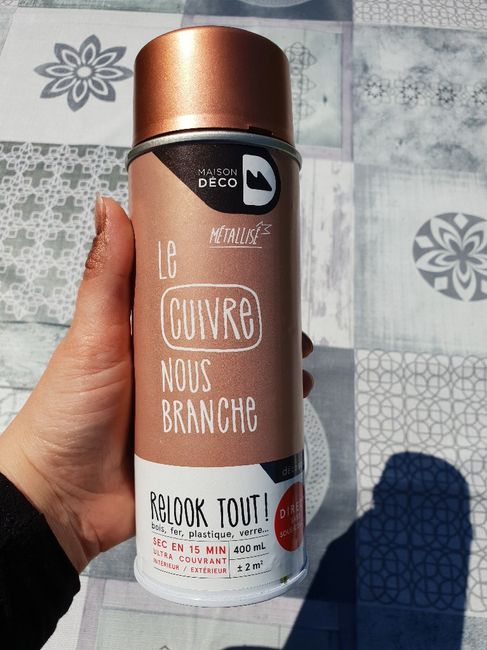 MAISON
DÉCO
MÉTALLISÉ
LE
CUIVRE
NOUS
BRANCHE
RELOOK TOUT!
bois, fer, plastique, verre...
SEC EN 15 MIN
ULTRA COUVRANT
INTÉRIEUR / EXTÉRIEUR
400 mL
± 2 m²